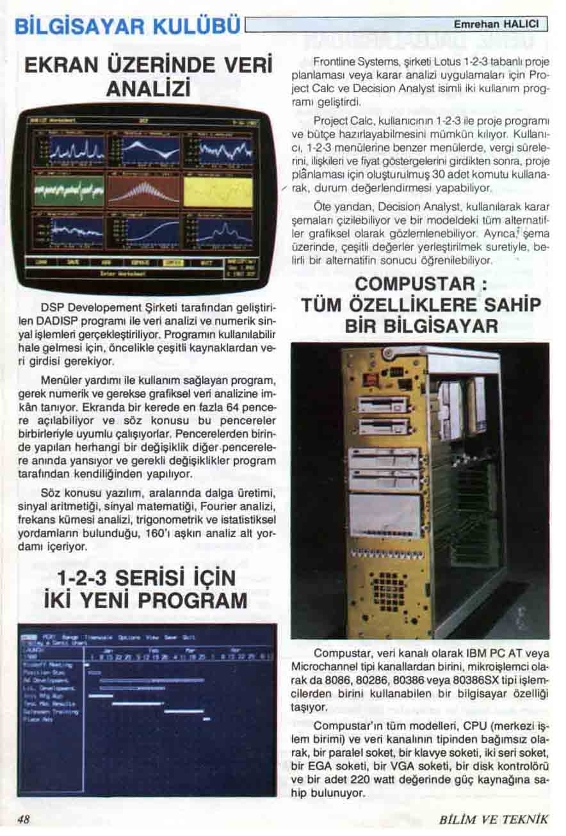 BİLGİSAYAR KULÜBÜ
Emrehan HALICI
EKRAN ÜZERİNDE VERİ
ANALİZİ
DSP Developement Şirketi tarafından geliştiri-
len DADISP programı ile veri analizi ve numerik sin-
yal işlemleri gerçekleştiriliyor. Programın kullanılabilir
hale gelmesi için, öncelikle çeşitli kaynaklardan ve-
ri girdisi gerekiyor.
Menüler yardımı ile kullanım sağlayan program,
gerek numerik ve gerekse grafiksel veri analizine im-
kân tanıyor. Ekranda bir kerede en fazla 64 pence-
re açılabiliyor ve söz konusu bu pencereler
birbirleriyle uyumlu çalışıyorlar. Pencerelerden birin-
de yapılan herhangi bir değişiklik diğer pencerele-
re anında yansıyor ve gerekli değişiklikler program
tarafından kendiliğinden yapılıyor.
Söz konusu yazılım, aralarında dalga üretimi,
sinyal aritmetiği, sinyal matematiği, Fourier analizi,
frekans kümesi analizi, trigonometrik ve istatistiksel
yordamların bulunduğu, 160'ı aşkın analiz alt yor-
damı içeriyor.
1-2-3 SERİSİ İÇİN
İKİ YENİ PROGRAM
Frontline Systems, şirketi Lotus 1-2-3 tabanlı proje
planlaması veya karar analizi uygulamaları için Pro-
ject Calc ve Decision Analyst isimli iki kullanım prog-
ramı geliştirdi.
Project Calc, kullanıcının 1-2-3 ile proje programı
ve bütçe hazırlayabilmesini mümkün kılıyor. Kullanı-
cı, 1-2-3 menülerine benzer menülerde, vergi sürele-
rini, ilişkileri ve fiyat göstergelerini girdikten sonra, proje
plânlaması için oluşturulmuş 30 adet komutu kullana-
rak, durum değerlendirmesi yapabiliyor.
Öte yandan, Decision Analyst, kullanılarak karar
şemaları çizilebiliyor ve bir modeldeki tüm alternatif-
ler grafiksel olarak gözlemlenebiliyor. Ayrıca, şema
üzerinde, çeşitli değerler yerleştirilmek suretiyle, be-
lirli bir alternatifin sonucu öğrenilebiliyor.
COMPUSTAR :
TÜM ÖZELLİKLERE SAHİP
BİR BİLGİSAYAR
Compustar, veri kanalı olarak IBM PC AT veya
Microchannel tipi kanallardan birini, mikroişlemci ola-
rak da 8086, 80286, 80386 veya 80386SX tipi işlem-
cilerden birini kullanabilen bir bilgisayar özelliği
taşıyor.
Compustar'ın tüm modelleri, CPU (merkezi iş-
lem birimi) ve veri kanalının tipinden bağımsız ola-
rak, bir paralel soket, bir klavye soketi, iki seri soket,
bir EGA soketi, bir VGA soketi, bir disk kontrolörü
ve bir adet 220 watt değerinde güç kaynağına sa-
hip bulunuyor.
48
BİLİM VE TEKNİK